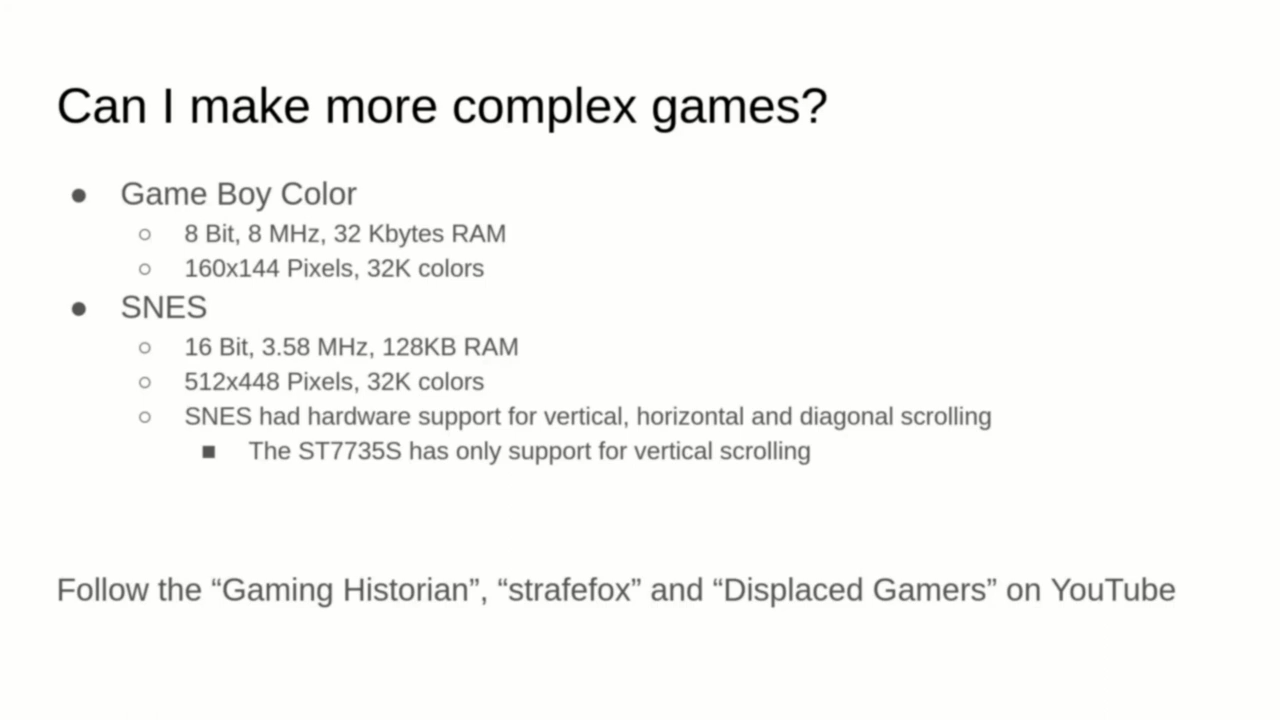 Can I make more complex games?
● Game Boy Color
○ 8 Bit, 8 MHz, 32 Kbytes RAM
○ 160x144 Pixels, 32K colors
● SNES
○ 16 Bit, 3.58 MHz, 128KB RAM
○ 512x448 Pixels, 32K colors
○ SNES had hardware support for vertical, horizontal and diagonal scrolling
■ The ST7735S has only support for vertical scrolling
Follow the “Gaming Historian”, “strafefox” and “Displaced Gamers” on YouTube